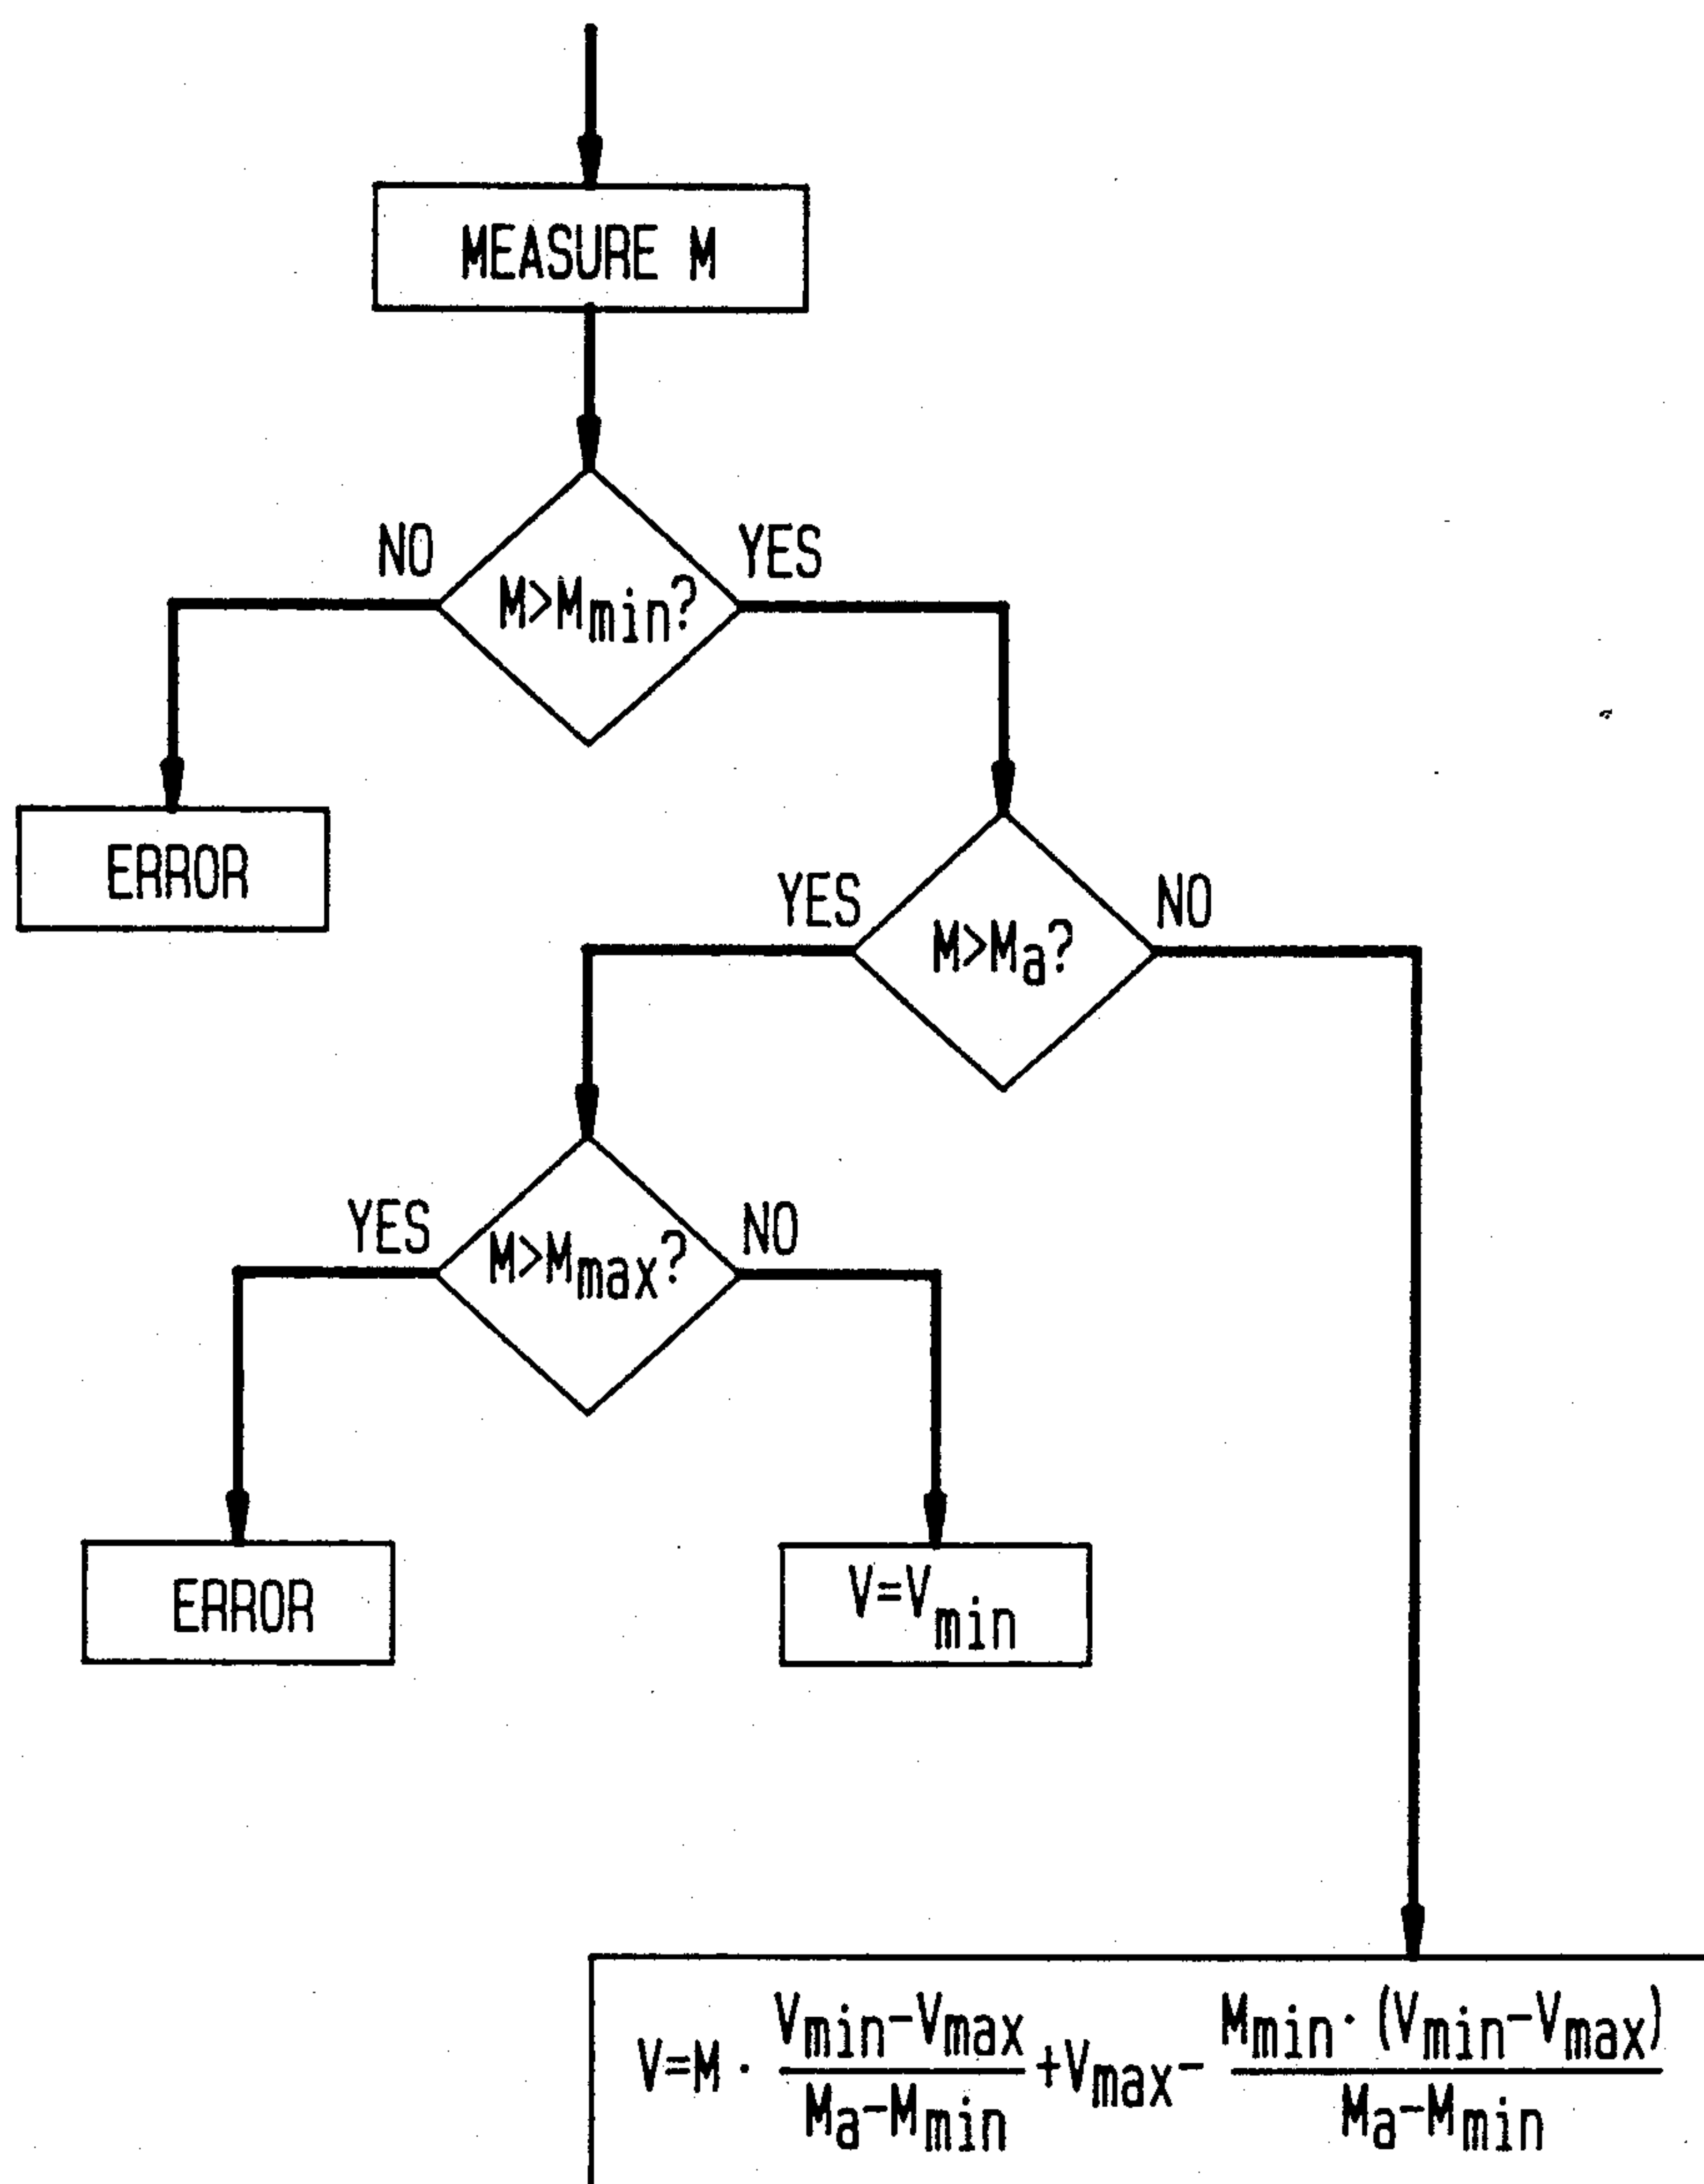 MEASURE M
NO
YES
M>Mmin?
ERROR
YES
NO
M>Ma?
YES
NO
M>Mmax?
ERROR
V=Vmin
V=M · (Vmin-Vmax)/(Ma-Mmin) +Vmax- Mmin· (Vmin-Vmax)/(Ma-Mmin)